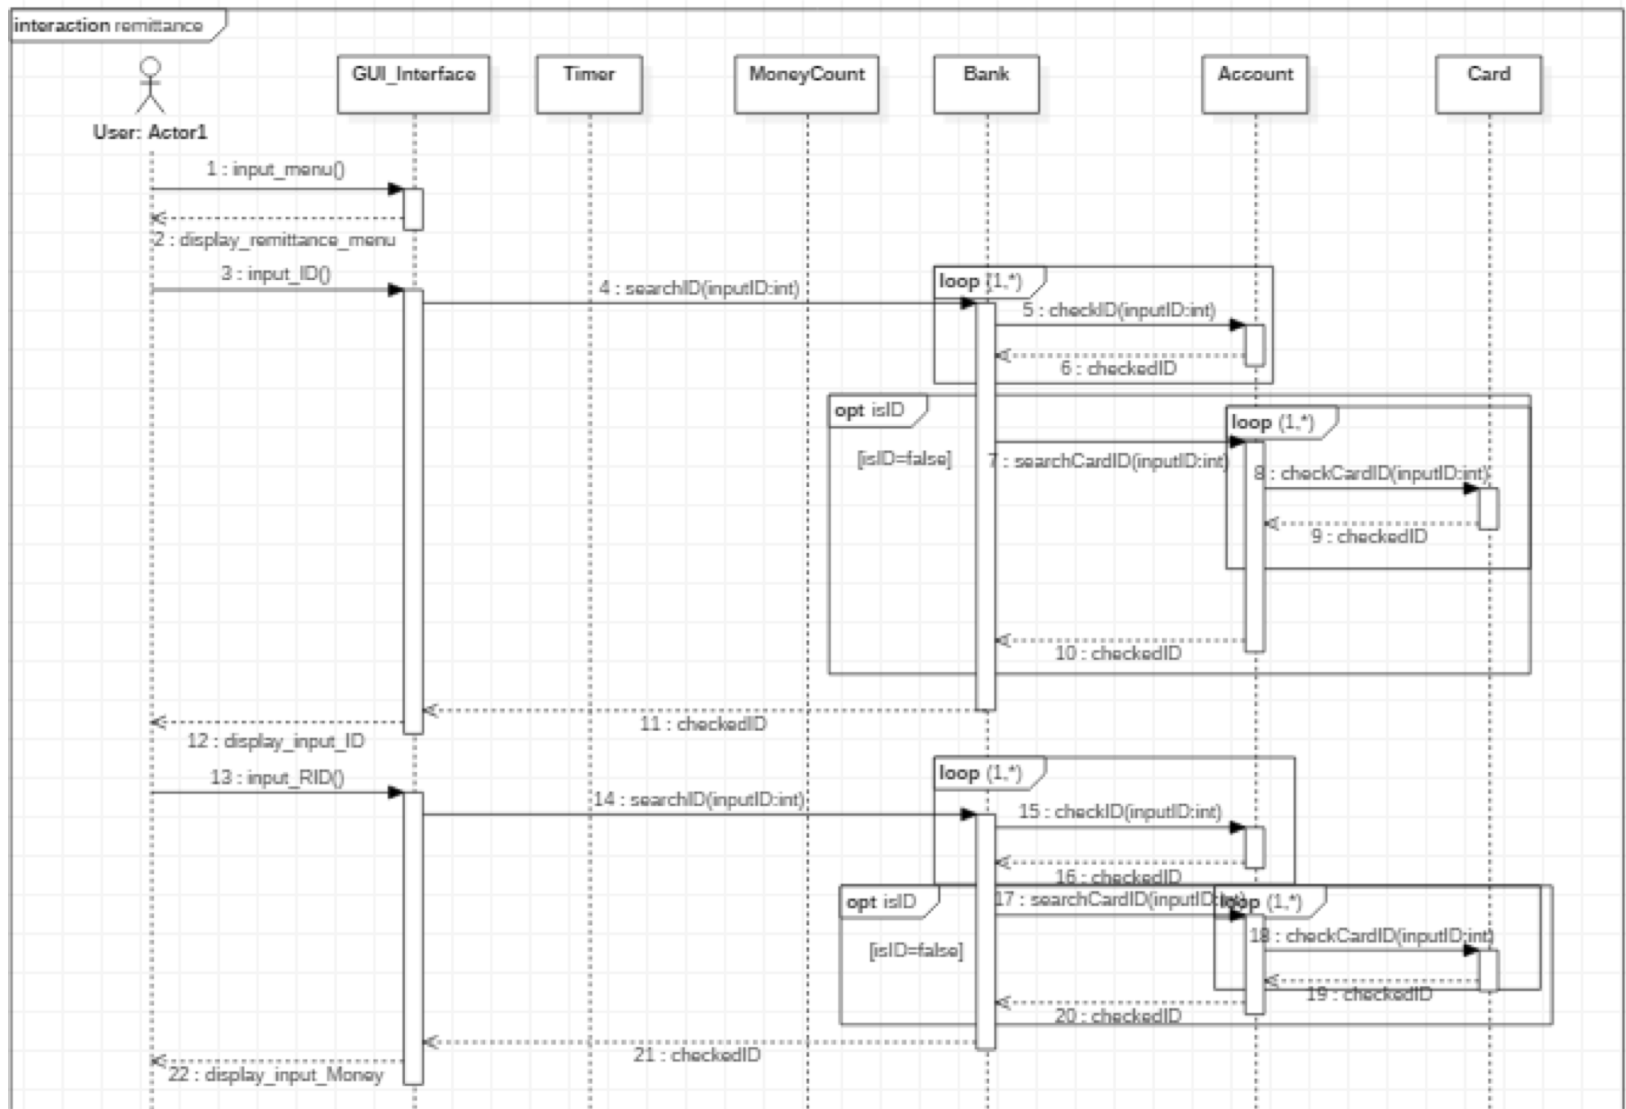 interaction remittance
User: Actor1
GUI_Interface
Timer
MoneyCount
Bank
Account
Card
1 : input_menu()
2 : display_remittance_menu
3 : input_ID()
4 : searchID(inputID:int)
loop (1,*)
5 : checkID(inputID:int)
6 : checkedID
opt isID
[isID=false]
loop (1,*)
7 : searchCardID(inputID:int)
8 : checkCardID(inputID:int)
9 : checkedID
10 : checkedID
11 : checkedID
12 : display_input_ID
13 : input_RID()
14 : searchID(inputID:int)
loop (1,*)
15 : checkID(inputID:int)
16 : checkedID
opt isID
[isID=false]
17 : searchCardID(inputID:int)
loop (1,*)
18 : checkCardID(inputID:int)
19 : checkedID
20 : checkedID
21 : checkedID
22 : display_input_Money